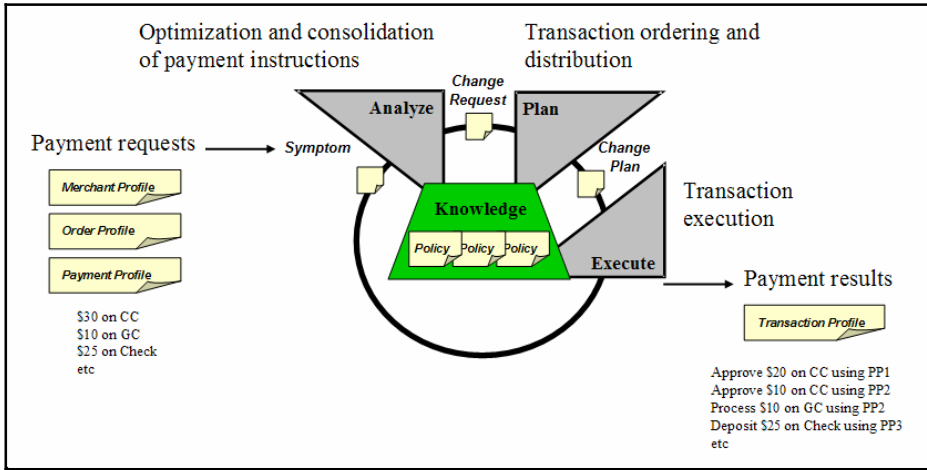 Optimization and consolidation
of payment instructions
Transaction ordering and
distribution
Change
Request
Analyze
Plan
Payment requests
Symptom
Change
Plan
Merchant Profile
Order Profile
Payment Profile
Knowledge
Policy
Policy
Policy
Transaction
execution
Execute
Payment results
Transaction Profile
$30 on CC
$10 on GC
$25 on Check
etc
Approve $20 on CC using PP1
Approve $10 on CC using PP2
Process $10 on GC using PP2
Deposit $25 on Check using PP3
etc